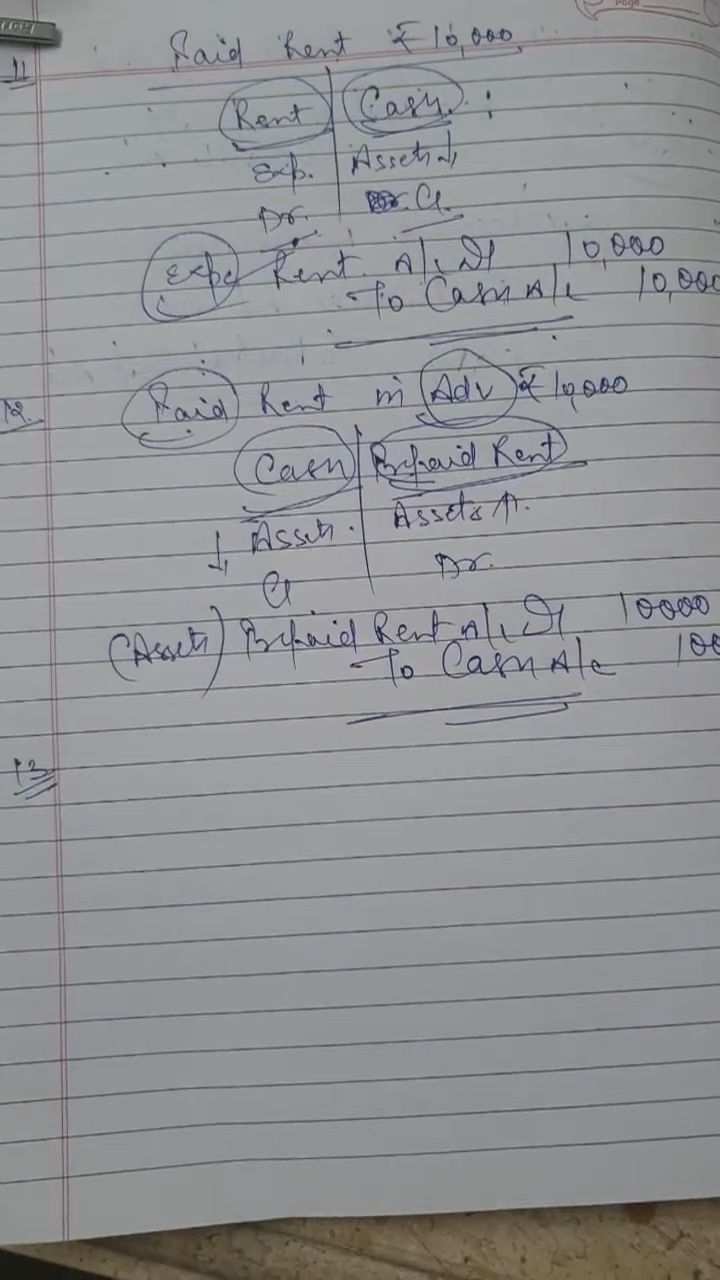 Page
11 Paid Rent ₹ 10,000
Rent | Cash :
Exp. | Assets ↓
Dr. | Cr.
Exp Rent A/c Dr 10,000
To Cash A/c 10,000
12. Paid Rent in Adv ₹ 10,000
Cash | Prepaid Rent
↓ Assets. | Assets ↑.
Cr | Dr.
(Assets) Prepaid Rent A/c Dr 10000
To Cash A/c 100
13